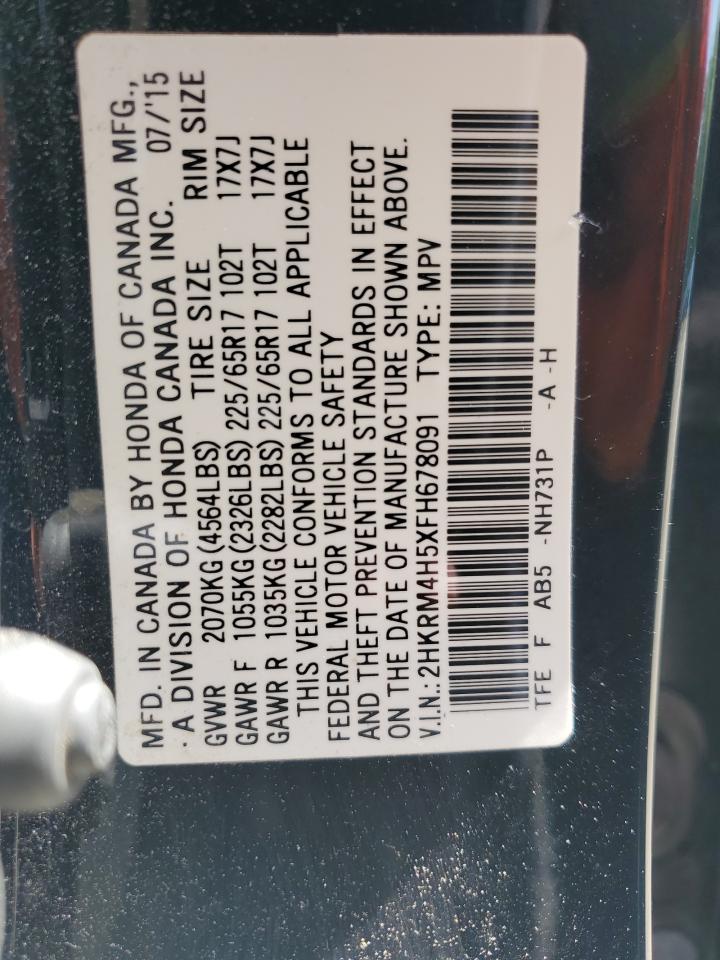 MFD. IN CANADA BY HONDA OF CANADA MFG.,
A DIVISION OF HONDA CANADA INC. 07/'15
GVWR 2070KG(4564LBS) TIRE SIZE RIM SIZE
GAWR F 1055KG(2326LBS) 225/65R17 102T 17X7J
GAWR R 1035KG(2282LBS) 225/65R17 102T 17X7J
THIS VEHICLE CONFORMS TO ALL APPLICABLE
FEDERAL MOTOR VEHICLE SAFETY
AND THEFT PREVENTION STANDARDS IN EFFECT
ON THE DATE OF MANUFACTURE SHOWN ABOVE.
V.I.N.: 2HKRM4H5XFH678091 TYPE: MPV
TFE F AB5 -NH731P -A -H